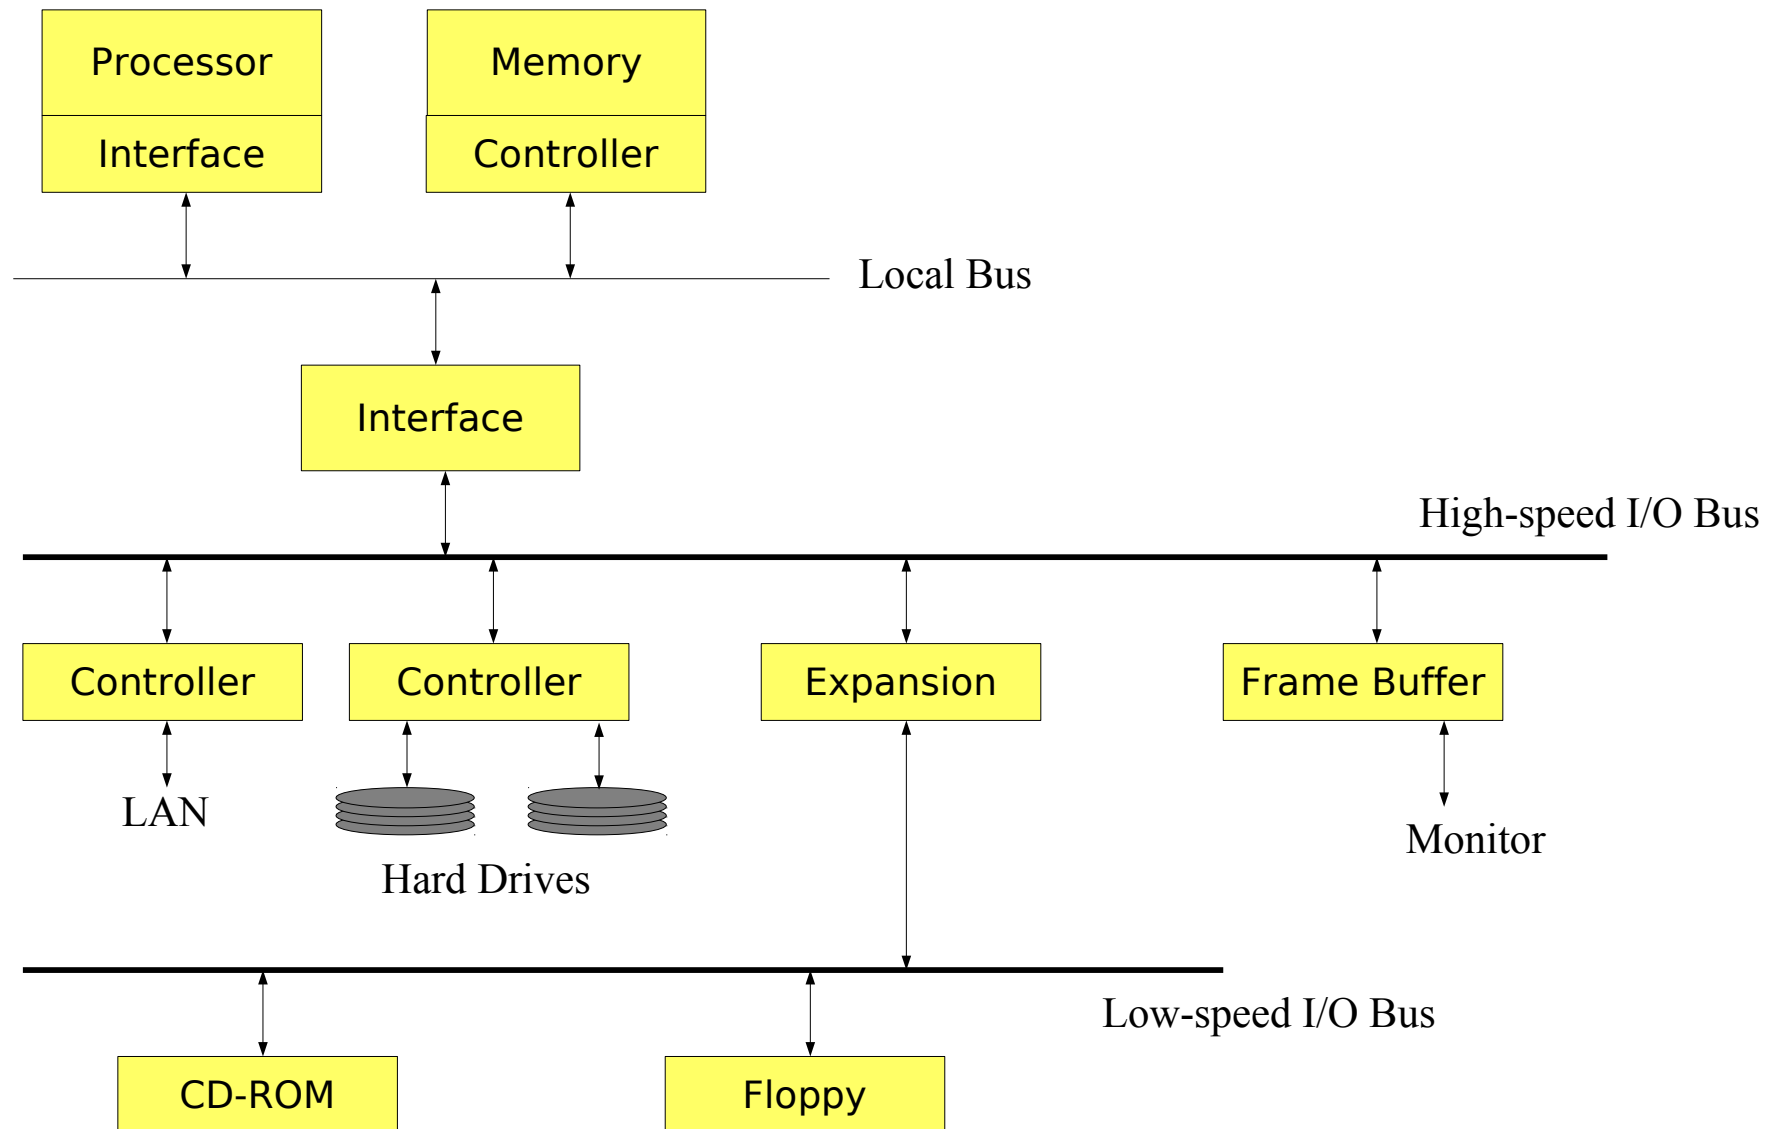 Processor
Memory
Interface
Controller
Local Bus
Interface
High-speed I/O Bus
Controller
Controller
Expansion
Frame Buffer
LAN
Monitor
Hard Drives
Low-speed I/O Bus
CD-ROM
Floppy